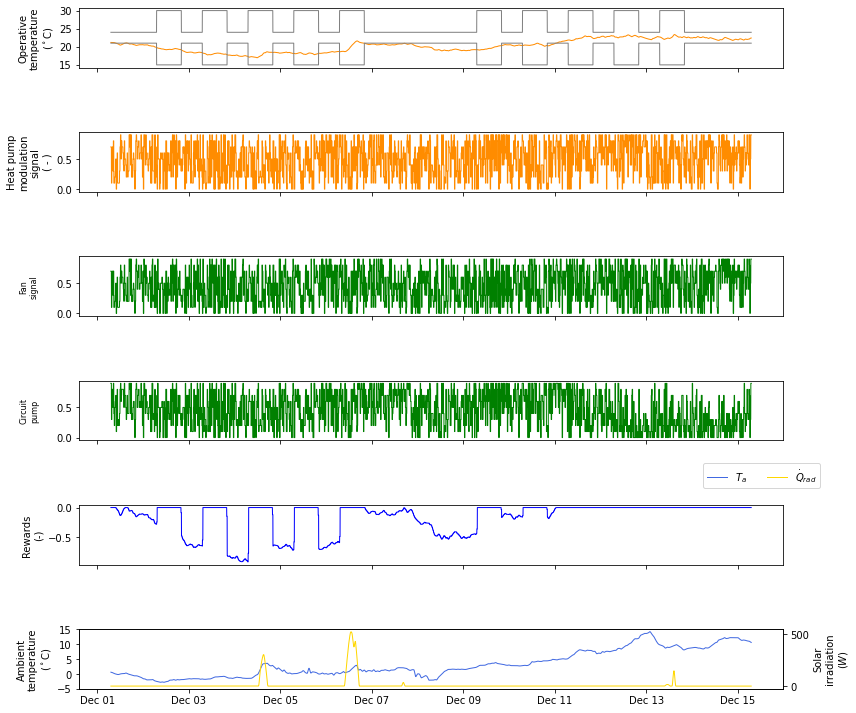 Operative
temperature
(°C)
30
25
20
15
Heat pump
modulation
signal
( - )
0.5
0.0
Fan
signal
0.5
0.0
Circuit
pump
0.5
0.0
T_a Q̇_rad
Rewards
(-)
0.0
−0.5
Ambient
temperature
(°C)
15
10
5
0
−5
500
0
Solar
irradiation
(W)
Dec 01 Dec 03 Dec 05 Dec 07 Dec 09 Dec 11 Dec 13 Dec 15